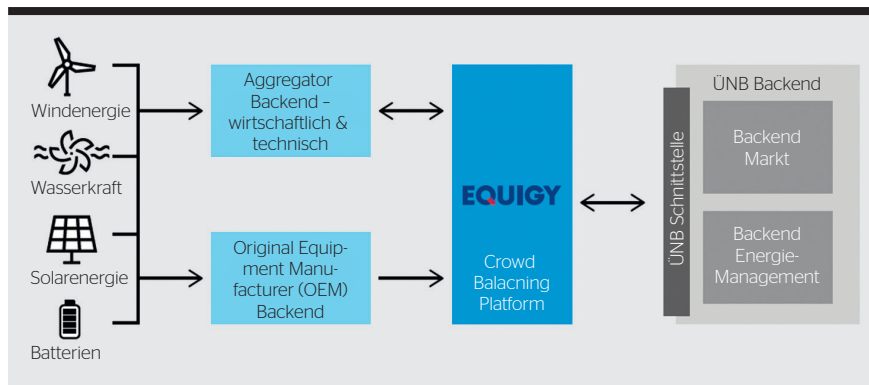 Windenergie
Wasserkraft
Solarenergie
Batterien
Aggregator
Backend –
wirtschaftlich &
technisch
Original Equip-
ment Manu-
facturer (OEM)
Backend
EQUIGY
Crowd
Balacning
Platform
ÜNB Schnittstelle
ÜNB Backend
Backend
Markt
Backend
Energie-
Management